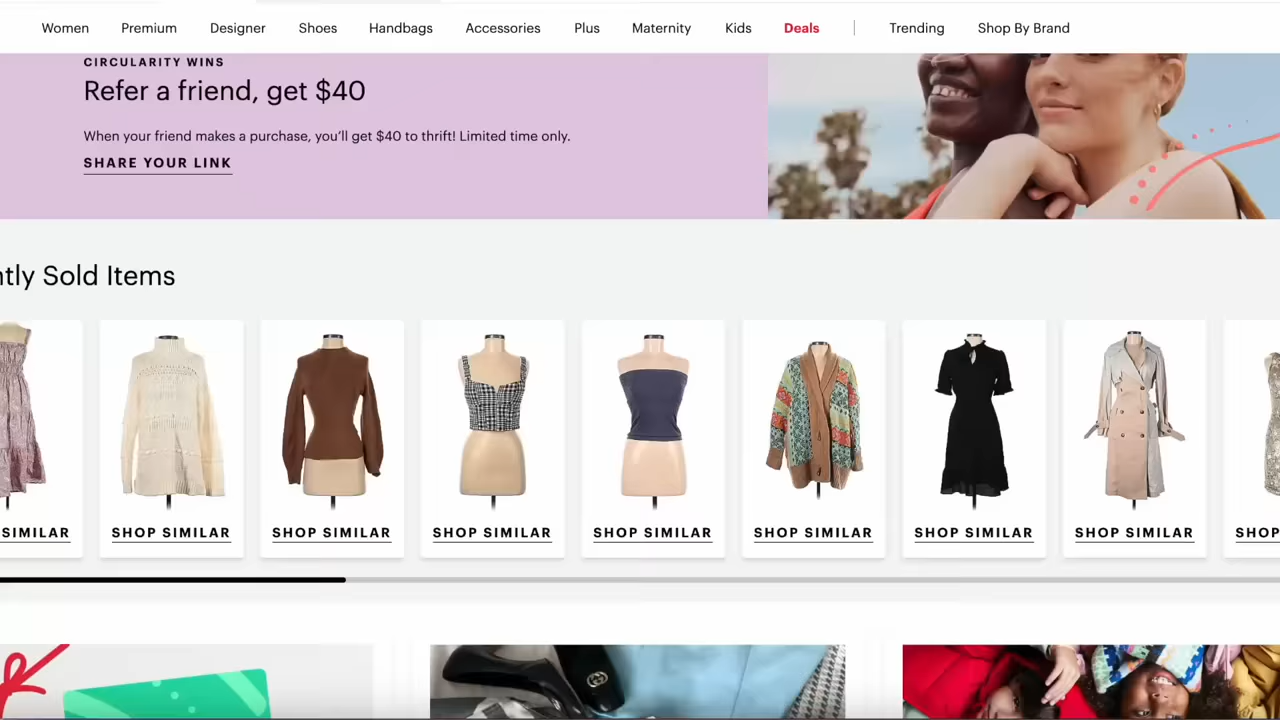 Women Premium Designer Shoes Handbags Accessories Plus Maternity Kids Deals Trending Shop By Brand
CIRCULARITY WINS
Refer a friend, get $40
When your friend makes a purchase, you’ll get $40 to thrift! Limited time only.
SHARE YOUR LINK
ntly Sold Items
SIMILAR SHOP SIMILAR SHOP SIMILAR SHOP SIMILAR SHOP SIMILAR SHOP SIMILAR SHOP SIMILAR SHOP SIMILAR SHOP